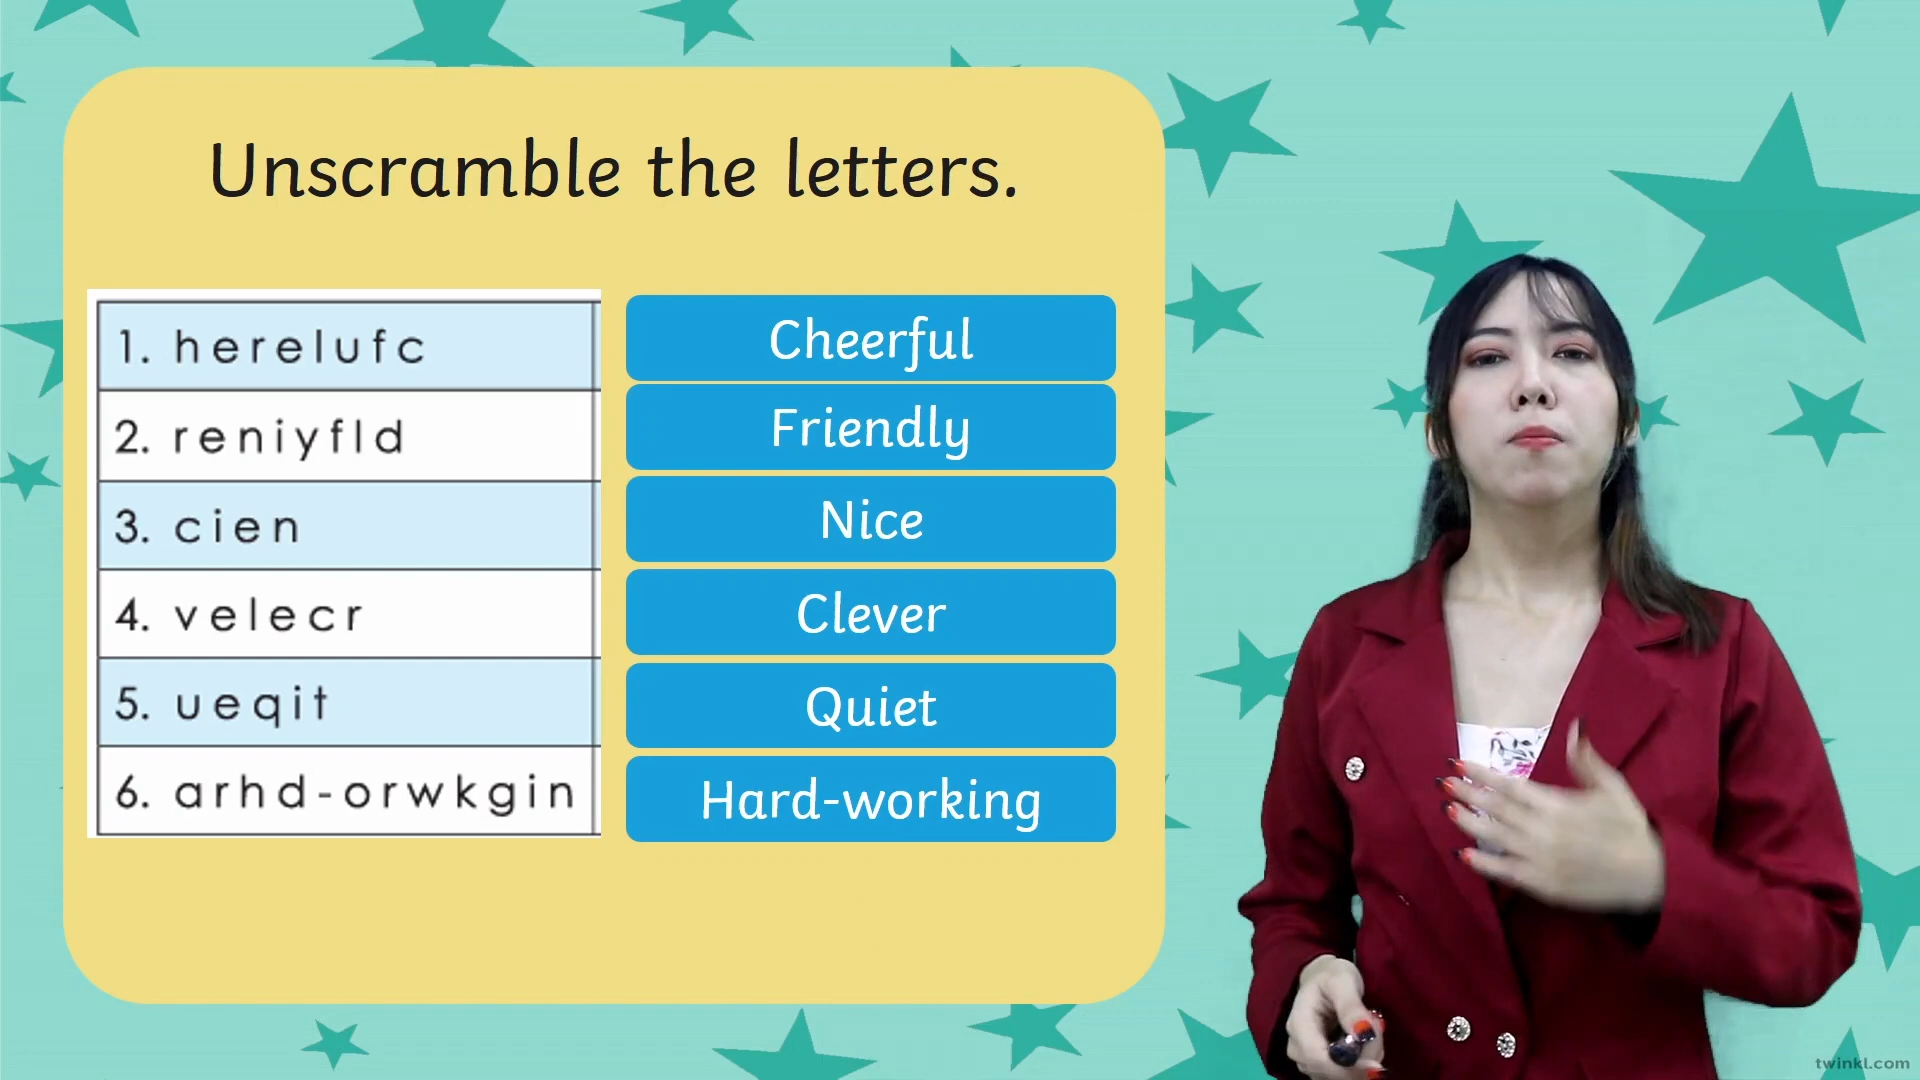 Unscramble the letters.
1. herelufc
Cheerful
2. reniyfld
Friendly
3. cien
Nice
4. velecr
Clever
5. ueqit
Quiet
6. arhd-orwkgin
Hard-working
twinkl.com